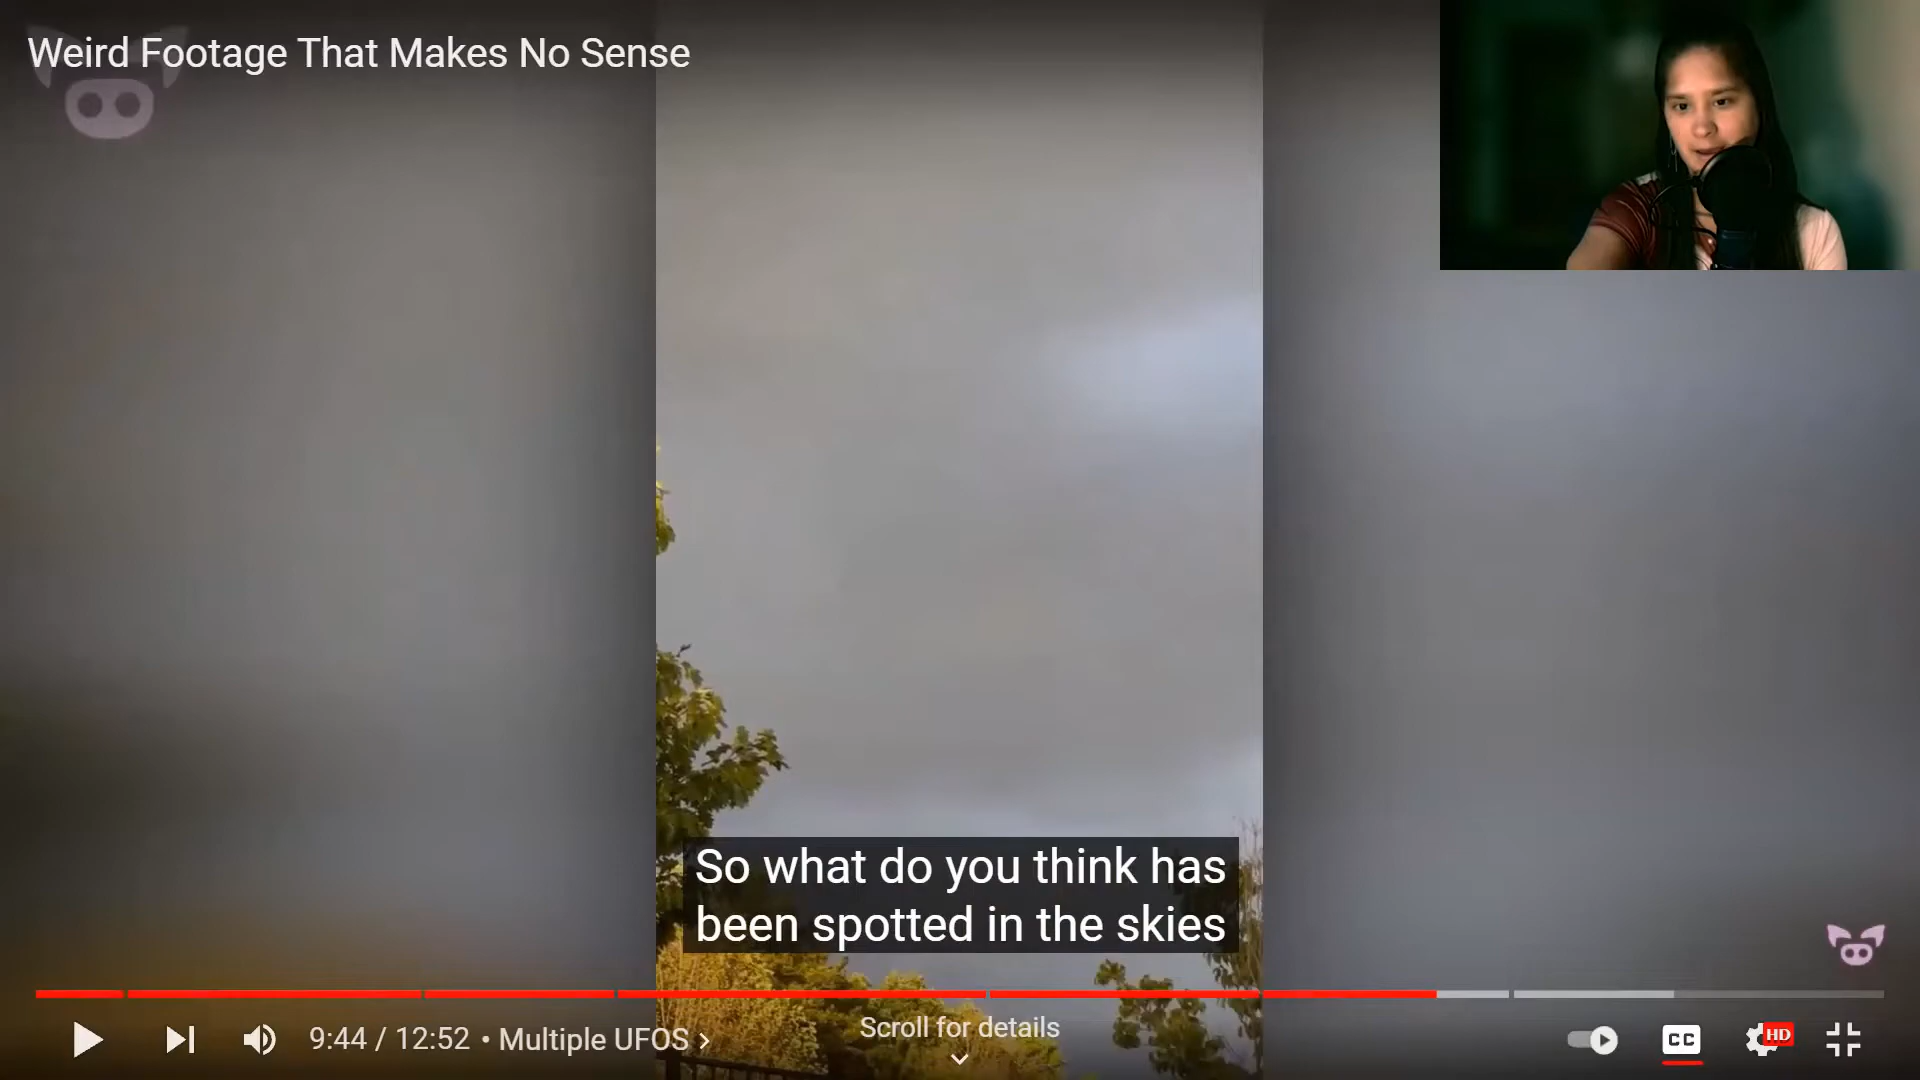 Weird Footage That Makes No Sense
So what do you think has
been spotted in the skies
9:44 / 12:52 • Multiple UFOS ›
Scroll for details
CC
HD